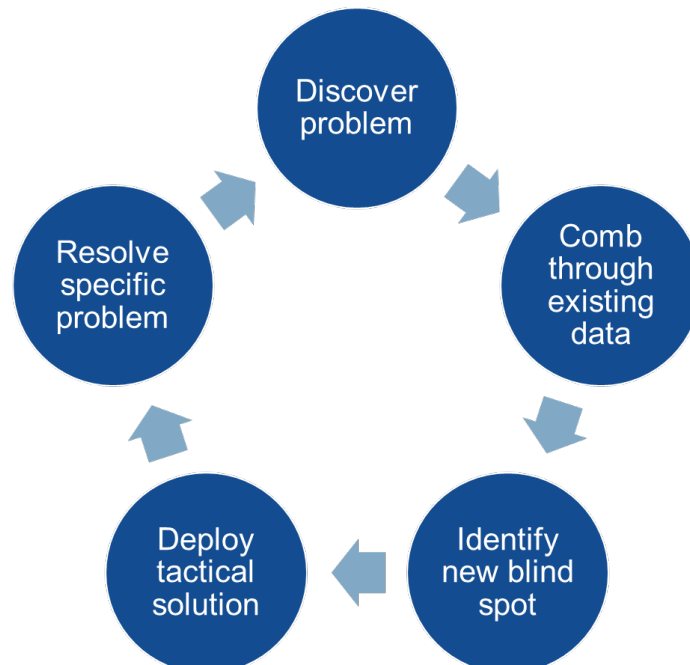 Discover
problem
Comb
through
existing
data
Identify
new blind
spot
Deploy
tactical
solution
Resolve
specific
problem